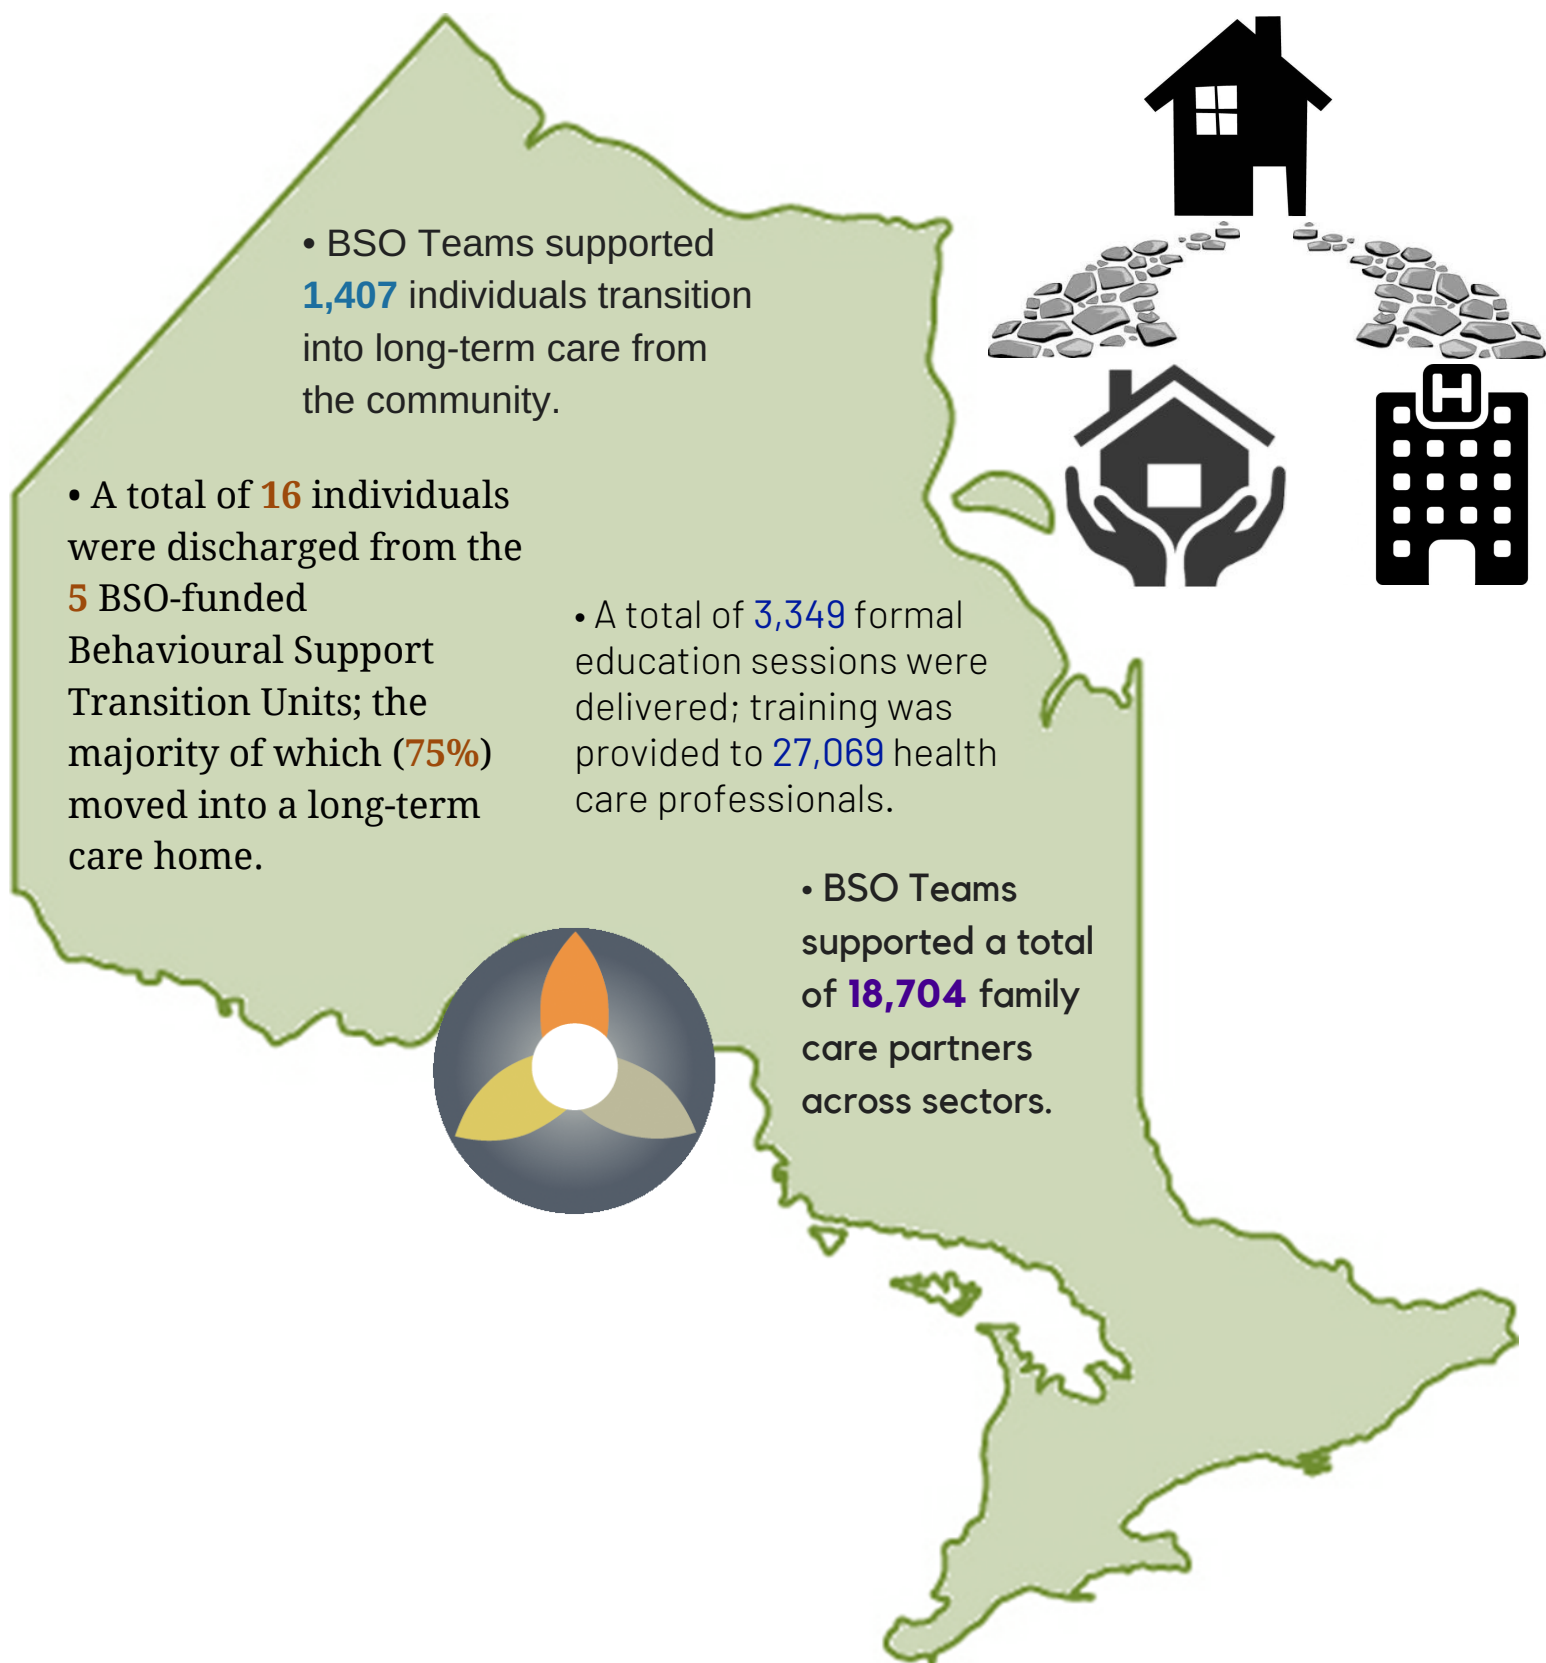 • BSO Teams supported
1,407 individuals transition
into long-term care from
the community.
• A total of 16 individuals
were discharged from the
5 BSO-funded
Behavioural Support
Transition Units; the
majority of which (75%)
moved into a long-term
care home.
• A total of 3,349 formal
education sessions were
delivered; training was
provided to 27,069 health
care professionals.
• BSO Teams
supported a total
of 18,704 family
care partners
across sectors.
H